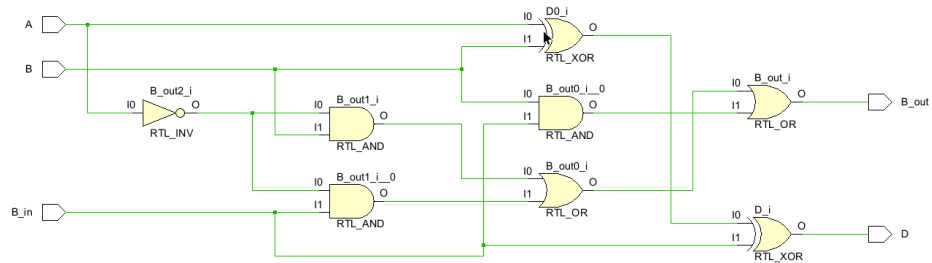 D0_i
A
I0
O
I1
RTL_XOR
B
B_out2_i
I0
O
RTL_INV
B_out1_i
I0
O
I1
RTL_AND
B_out0_i__0
I0
O
I1
RTL_AND
B_out_i
I0
O
I1
RTL_OR
B_out
B_out1_i__0
I0
O
I1
RTL_AND
B_in
B_out0_i
I0
O
I1
RTL_OR
D_i
I0
O
I1
RTL_XOR
D